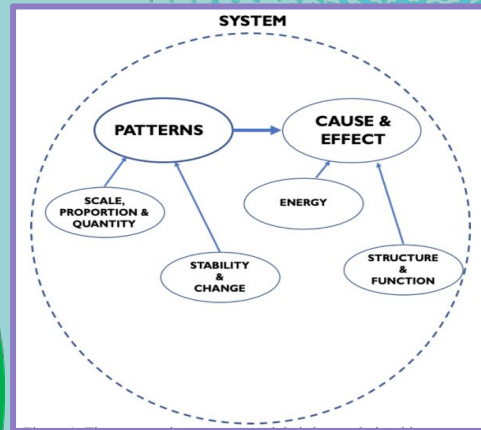 SYSTEM
PATTERNS
CAUSE &
EFFECT
SCALE,
PROPORTION &
QUANTITY
ENERGY
STABILITY
&
CHANGE
STRUCTURE
&
FUNCTION